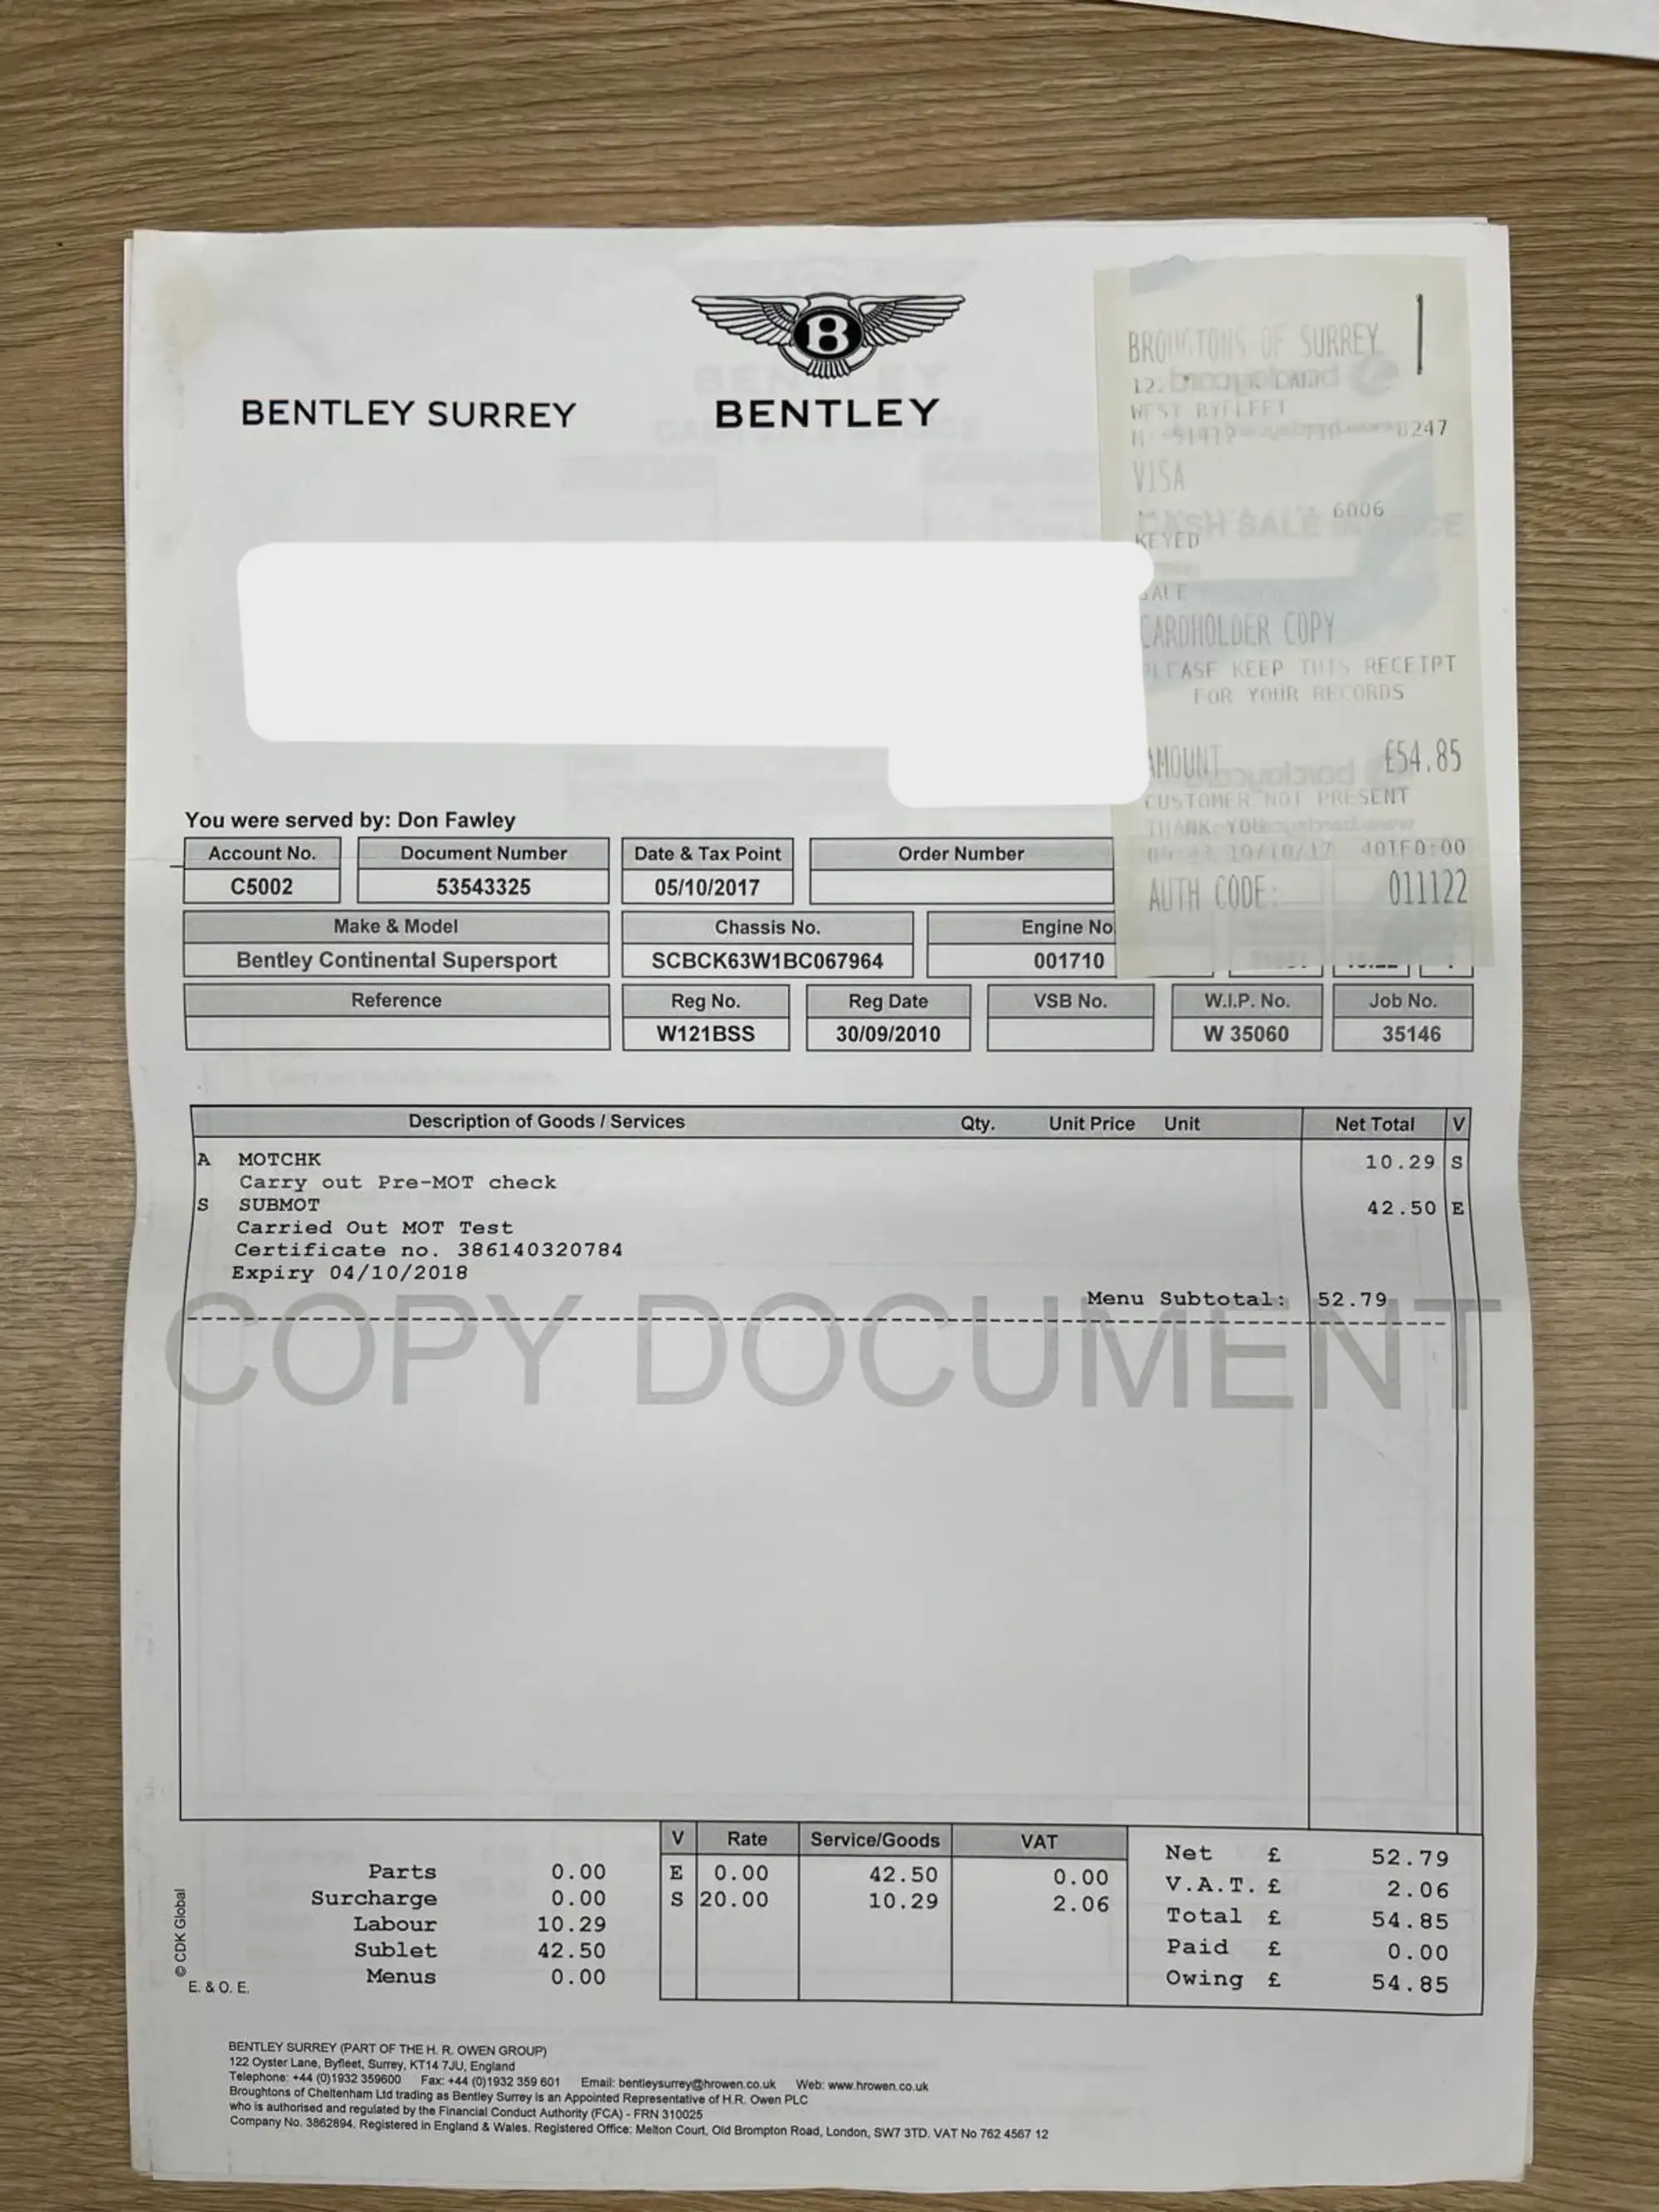 B
BENTLEY SURREY
BENTLEY
BROUGTONS OF SURREY
WEST BYFLEET
0247
VISA
6006
KEYED
SALE
CARDHOLDER COPY
PLEASE KEEP THIS RECEIPT
FOR YOUR RECORDS
AMOUNT £54.85
CUSTOMER NOT PRESENT
THANK YOU
19/10/17
AUTH CODE: 011122
You were served by: Don Fawley
Account No. Document Number Date & Tax Point Order Number
C5002 53543325 05/10/2017
Make & Model Chassis No. Engine No
Bentley Continental Supersport SCBCK63W1BC067964 001710
Reference Reg No. Reg Date VSB No. W.I.P. No. Job No.
W121BSS 30/09/2010 W 35060 35146
Description of Goods / Services Qty. Unit Price Unit Net Total V
A MOTCHK 10.29 S
Carry out Pre-MOT check
S SUBMOT 42.50 E
Carried Out MOT Test
Certificate no. 386140320784
Expiry 04/10/2018
Menu Subtotal: 52.79
COPY DOCUMENT
V Rate Service/Goods VAT
Parts 0.00 E 0.00 42.50 0.00 Net £ 52.79
Surcharge 0.00 S 20.00 10.29 2.06 V.A.T. £ 2.06
Labour 10.29 Total £ 54.85
Sublet 42.50 Paid £ 0.00
Menus 0.00 Owing £ 54.85
© CDK Global
E. & O. E.
BENTLEY SURREY (PART OF THE H. R. OWEN GROUP)
122 Oyster Lane, Byfleet, Surrey, KT14 7JU, England
Telephone: +44 (0)1932 359600 Fax: +44 (0)1932 359 601 Email: bentleysurrey@hrowen.co.uk Web: www.hrowen.co.uk
Broughtons of Cheltenham Ltd trading as Bentley Surrey is an Appointed Representative of H.R. Owen PLC
who is authorised and regulated by the Financial Conduct Authority (FCA) - FRN 310025
Company No. 3862894. Registered in England & Wales. Registered Office: Melton Court, Old Brompton Road, London, SW7 3TD. VAT No 762 4567 12